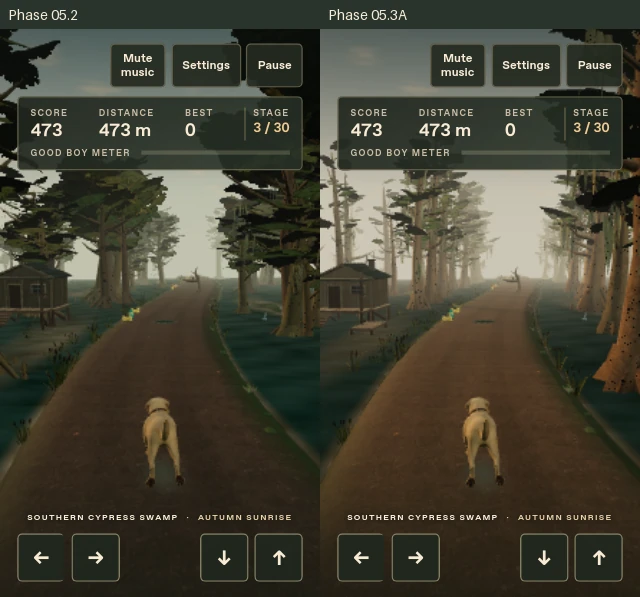 Phase 05.2
Mute music
Settings
Pause
SCORE DISTANCE BEST STAGE
473 473 m 0 3 / 30
GOOD BOY METER
SOUTHERN CYPRESS SWAMP · AUTUMN SUNRISE
← → ↓ ↑
Phase 05.3A
Mute music
Settings
Pause
SCORE DISTANCE BEST STAGE
473 473 m 0 3 / 30
GOOD BOY METER
SOUTHERN CYPRESS SWAMP · AUTUMN SUNRISE
← → ↓ ↑